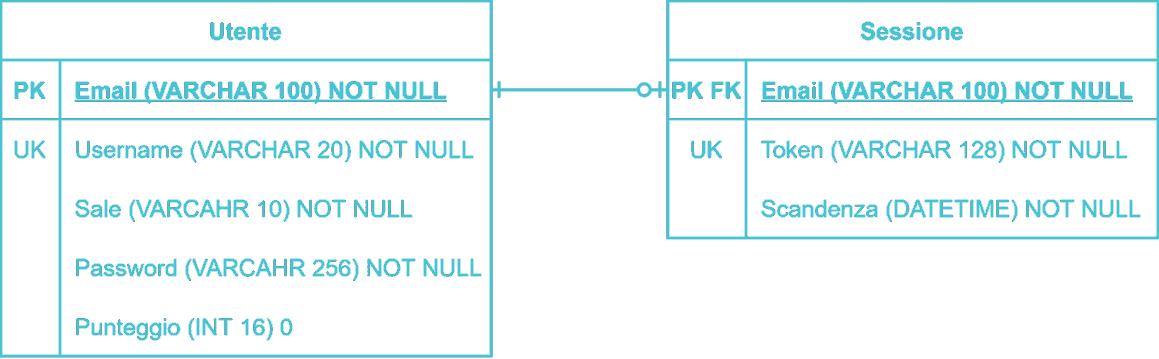 Utente
PK Email (VARCHAR 100) NOT NULL
UK Username (VARCHAR 20) NOT NULL
Sale (VARCAHR 10) NOT NULL
Password (VARCAHR 256) NOT NULL
Punteggio (INT 16) 0
Sessione
PK FK Email (VARCHAR 100) NOT NULL
UK Token (VARCHAR 128) NOT NULL
Scandenza (DATETIME) NOT NULL